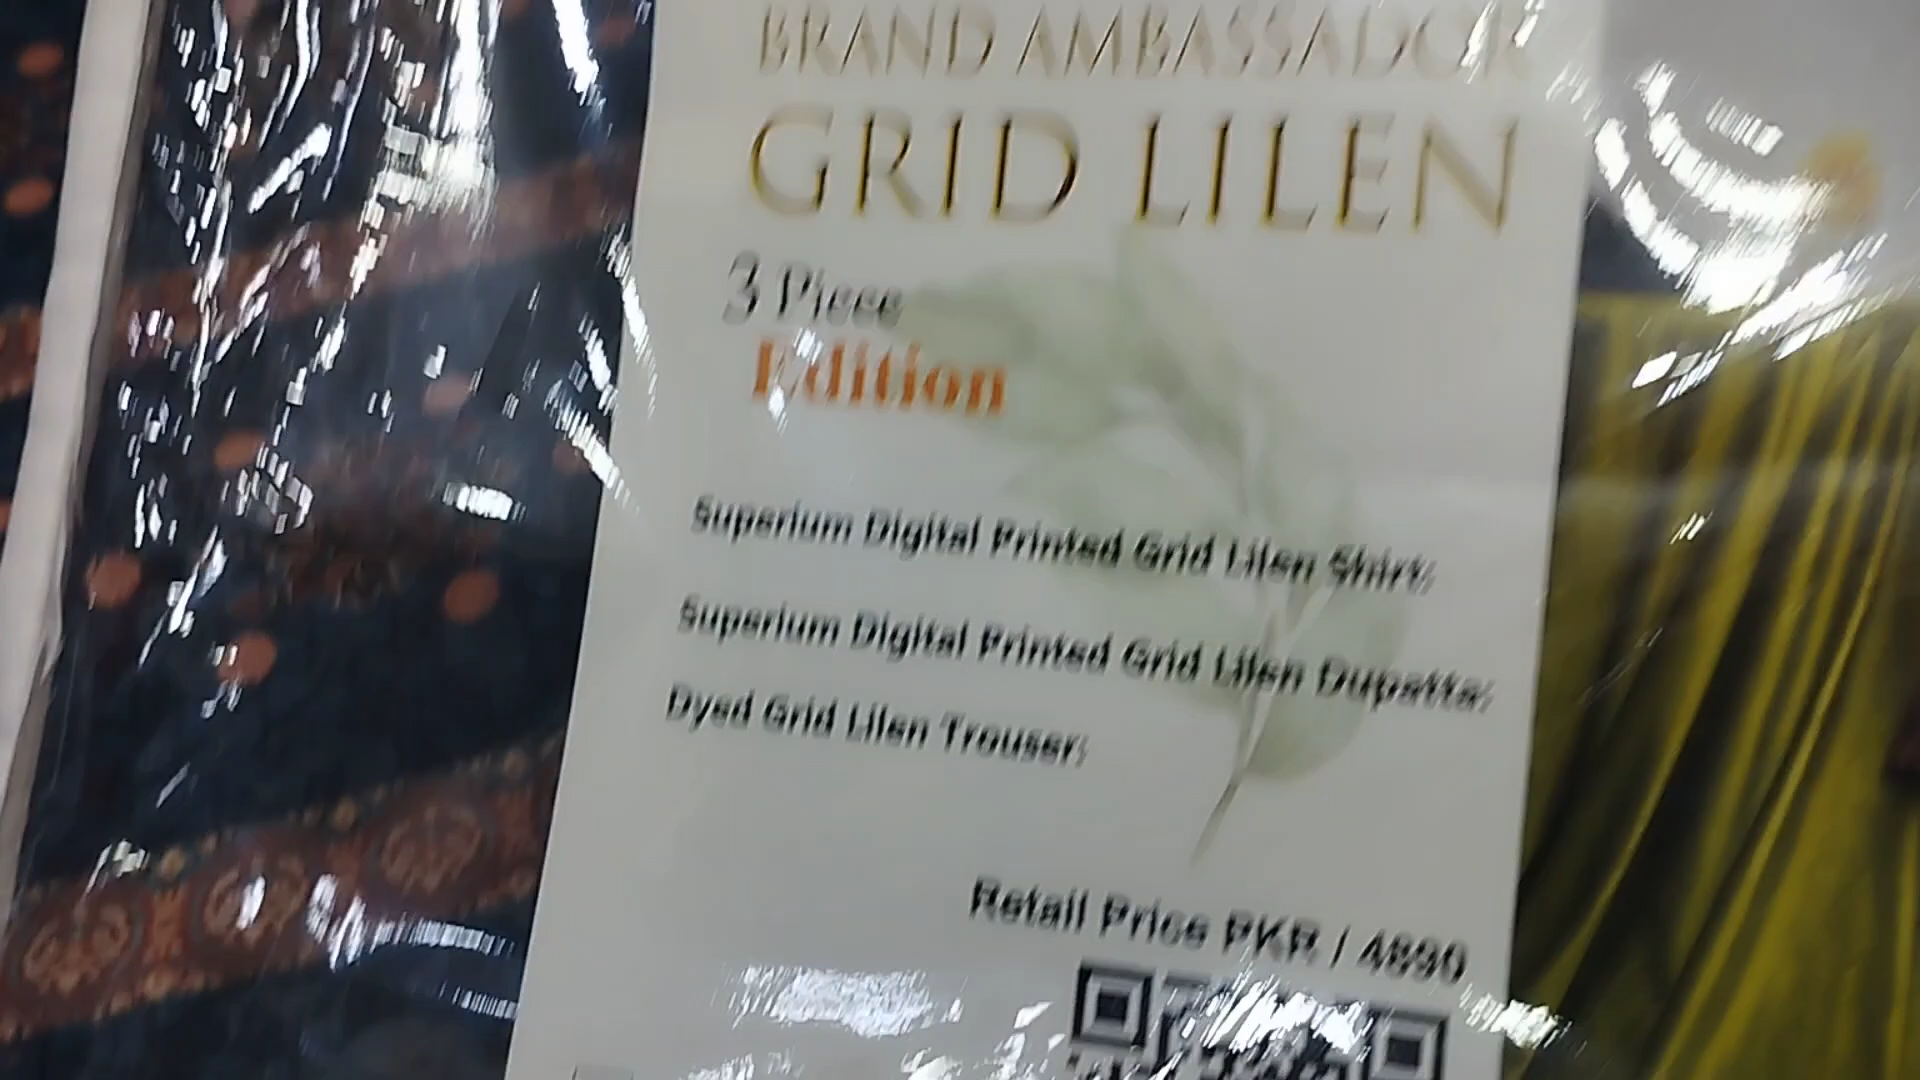 BRAND AMBASSADOR
GRID LILEN
3 Piece
Edition
Superium Digital Printed Grid Lilen Shirt;
Superium Digital Printed Grid Lilen Dupatta;
Dyed Grid Lilen Trouser;
Retail Price PKR / 4890